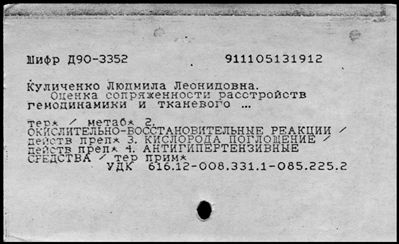 Шифр Д90-3352 911105131912
Куличенко Людмила Леонидовна.
Оценка сопряженности расстройств
гемодинамики и тканевого ...
тер* / метаб* 2.
ОКИСЛИТЕЛЬНО-ВОССТАНОВИТЕЛЬНЫЕ РЕАКЦИИ /
действ преп* 3. КИСЛОРОДА ПОГЛОЩЕНИЕ /
действ преп* 4. АНТИГИПЕРТЕНЗИВНЫЕ
СРЕДСТВА / тер прим*
УДК 616.12-008.331.1-085.225.2